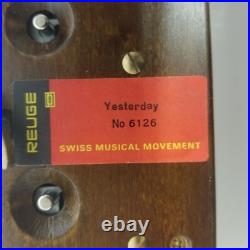 REUGE
Yesterday
No 6126
SWISS MUSICAL MOVEMENT